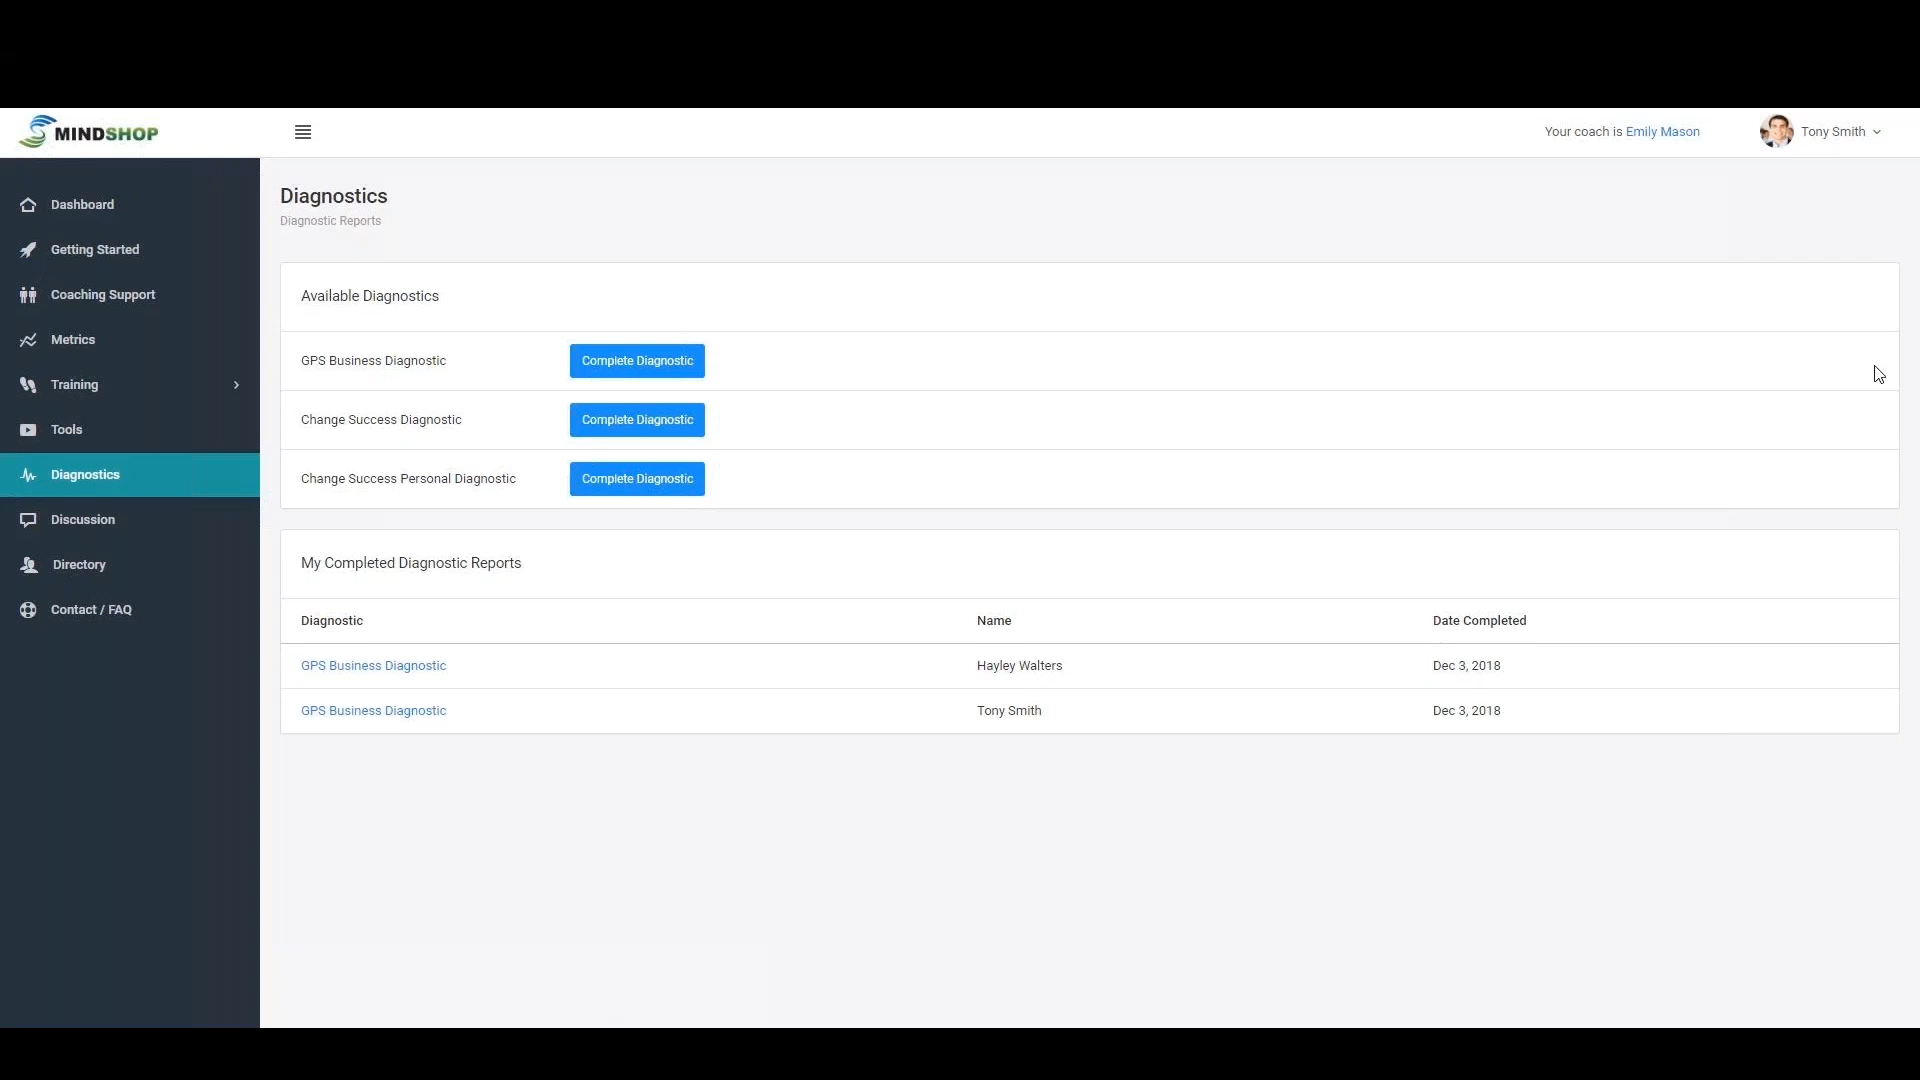 MINDSHOP
Your coach is Emily Mason
Tony Smith
Dashboard
Getting Started
Coaching Support
Metrics
Training
Tools
Diagnostics
Discussion
Directory
Contact / FAQ
Diagnostics
Diagnostic Reports
Available Diagnostics
GPS Business Diagnostic Complete Diagnostic
Change Success Diagnostic Complete Diagnostic
Change Success Personal Diagnostic Complete Diagnostic
My Completed Diagnostic Reports
Diagnostic Name Date Completed
GPS Business Diagnostic Hayley Walters Dec 3, 2018
GPS Business Diagnostic Tony Smith Dec 3, 2018